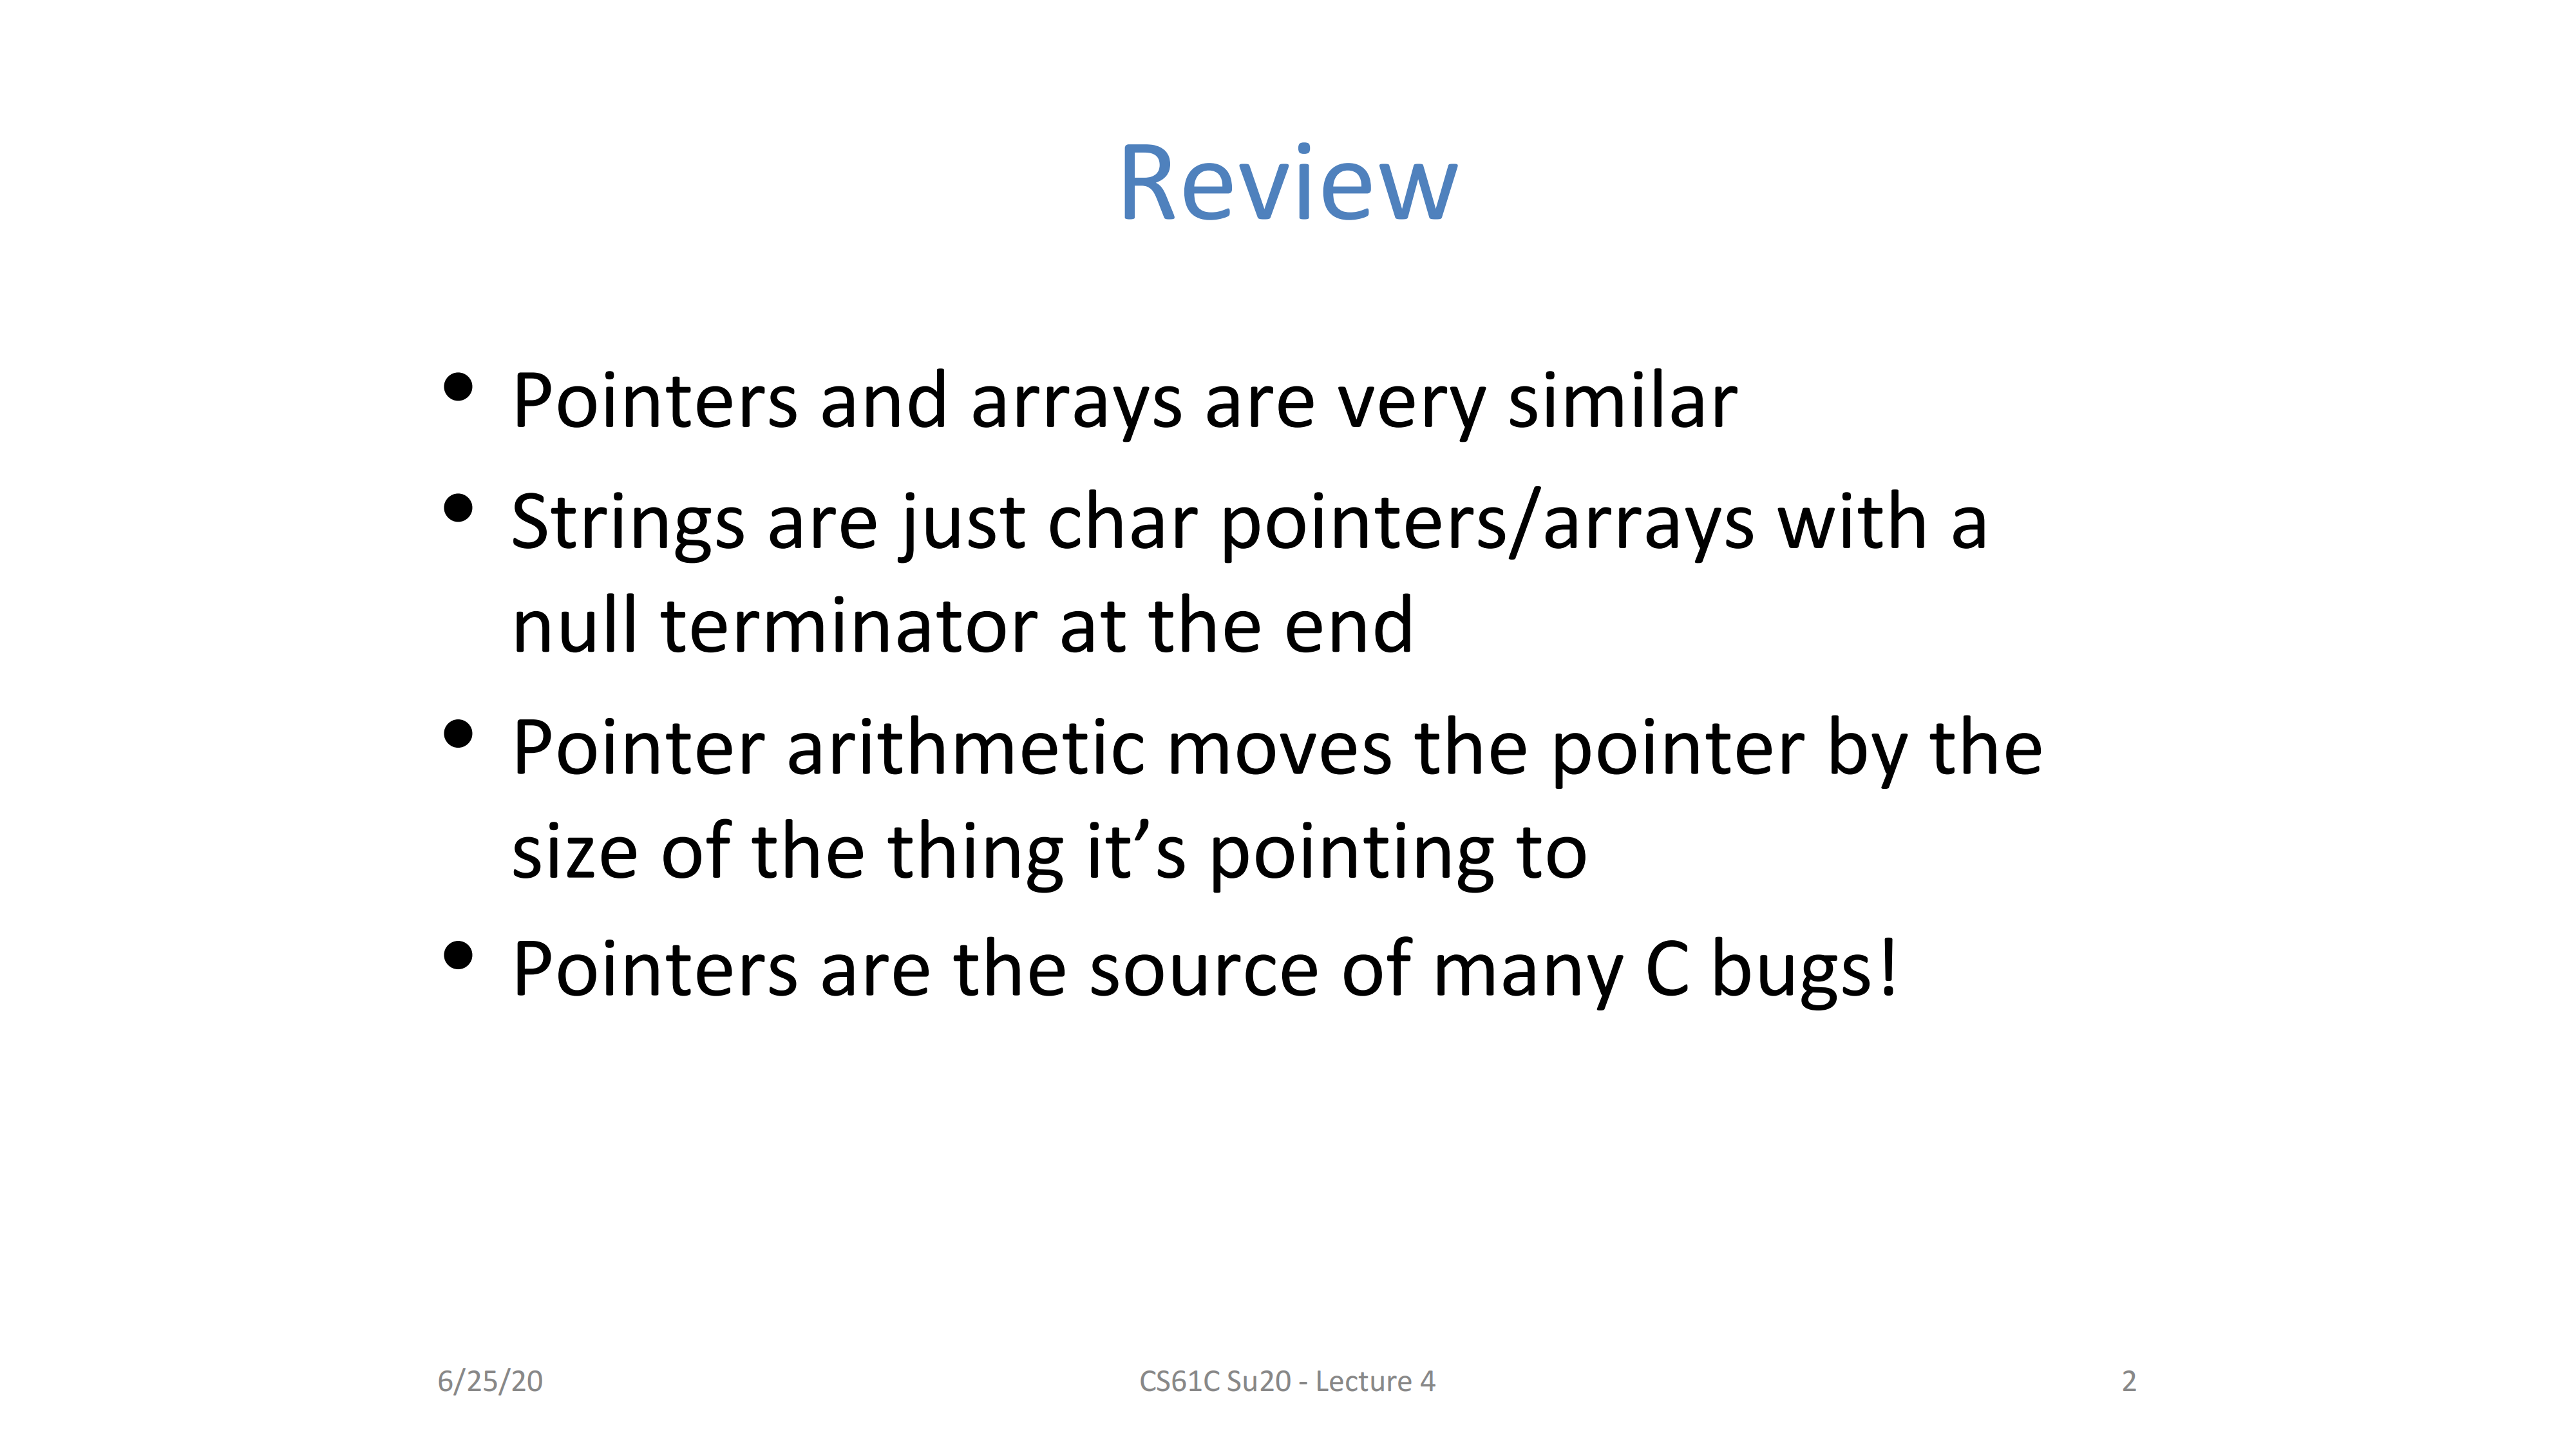 Review
• Pointers and arrays are very similar
• Strings are just char pointers/arrays with a
null terminator at the end
• Pointer arithmetic moves the pointer by the
size of the thing it’s pointing to
• Pointers are the source of many C bugs!
6/25/20
CS61C Su20 - Lecture 4
2